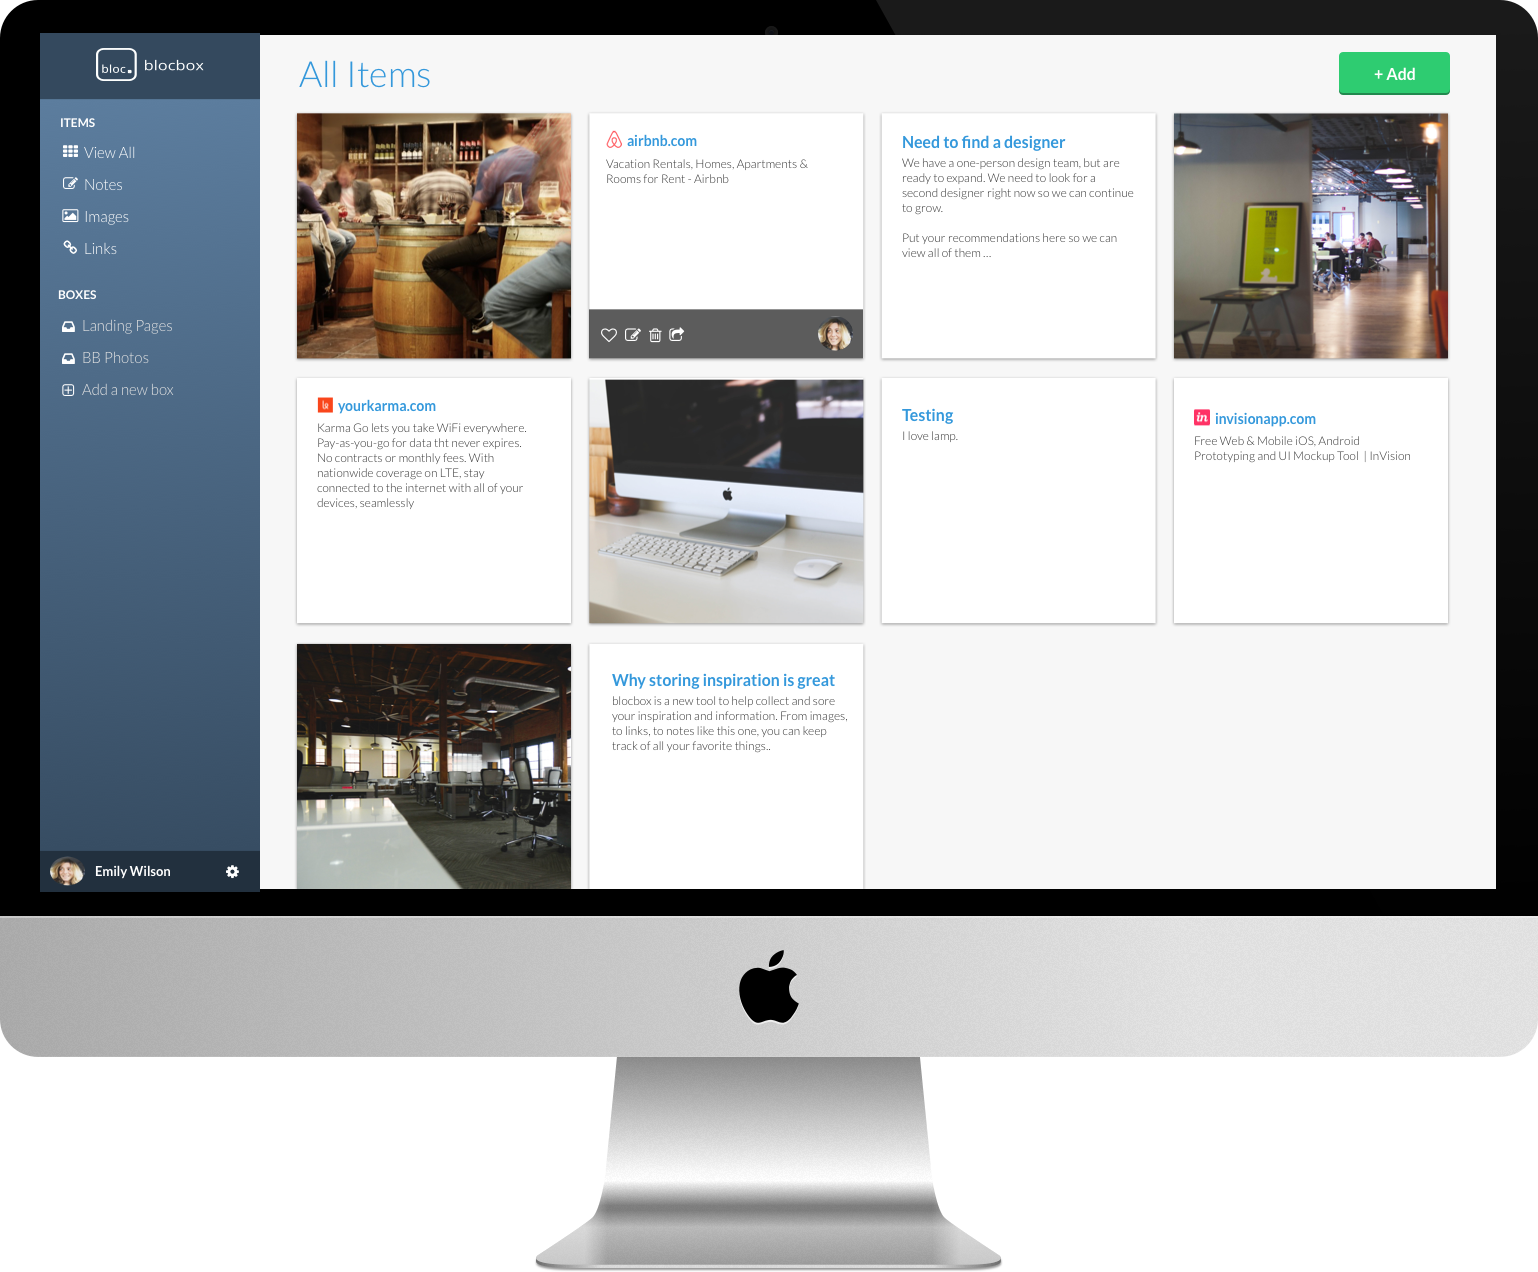 bloc.
blocbox
ITEMS
View All
Notes
Images
Links
BOXES
Landing Pages
BB Photos
Add a new box
Emily Wilson
All Items
+ Add
airbnb.com
Vacation Rentals, Homes, Apartments &
Rooms for Rent - Airbnb
Need to find a designer
We have a one-person design team, but are
ready to expand. We need to look for a
second designer right now so we can continue
to grow.
Put your recommendations here so we can
view all of them ...
yourkarma.com
Karma Go lets you take WiFi everywhere.
Pay-as-you-go for data tht never expires.
No contracts or monthly fees. With
nationwide coverage on LTE, stay
connected to the internet with all of your
devices, seamlessly
Testing
I love lamp.
in
invisionapp.com
Free Web & Mobile iOS, Android
Prototyping and UI Mockup Tool | InVision
Why storing inspiration is great
blocbox is a new tool to help collect and sore
your inspiration and information. From images,
to links, to notes like this one, you can keep
track of all your favorite things..